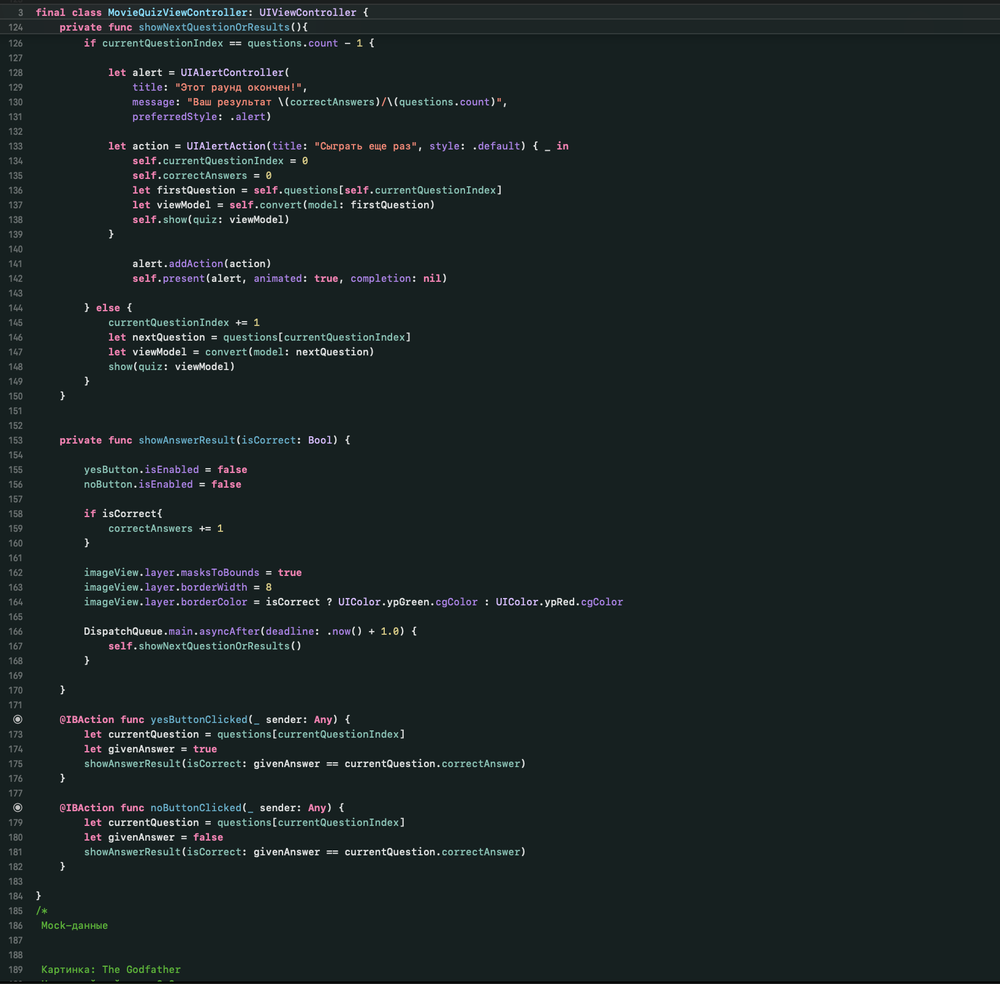 3 final class MovieQuizViewController: UIViewController {
124     private func showNextQuestionOrResults(){
126         if currentQuestionIndex == questions.count - 1 {
127
128             let alert = UIAlertController(
129                 title: "Этот раунд окончен!",
130                 message: "Ваш результат \(correctAnswers)/\(questions.count)",
131                 preferredStyle: .alert)
132
133             let action = UIAlertAction(title: "Сыграть еще раз", style: .default) { _ in
134                 self.currentQuestionIndex = 0
135                 self.correctAnswers = 0
136                 let firstQuestion = self.questions[self.currentQuestionIndex]
137                 let viewModel = self.convert(model: firstQuestion)
138                 self.show(quiz: viewModel)
139             }
140
141                 alert.addAction(action)
142                 self.present(alert, animated: true, completion: nil)
143
144         } else {
145             currentQuestionIndex += 1
146             let nextQuestion = questions[currentQuestionIndex]
147             let viewModel = convert(model: nextQuestion)
148             show(quiz: viewModel)
149         }
150     }
151
152
153     private func showAnswerResult(isCorrect: Bool) {
154
155         yesButton.isEnabled = false
156         noButton.isEnabled = false
157
158         if isCorrect{
159             correctAnswers += 1
160         }
161
162         imageView.layer.masksToBounds = true
163         imageView.layer.borderWidth = 8
164         imageView.layer.borderColor = isCorrect ? UIColor.ypGreen.cgColor : UIColor.ypRed.cgColor
165
166         DispatchQueue.main.asyncAfter(deadline: .now() + 1.0) {
167             self.showNextQuestionOrResults()
168         }
169
170     }
171
    @IBAction func yesButtonClicked(_ sender: Any) {
173         let currentQuestion = questions[currentQuestionIndex]
174         let givenAnswer = true
175         showAnswerResult(isCorrect: givenAnswer == currentQuestion.correctAnswer)
176     }
177
    @IBAction func noButtonClicked(_ sender: Any) {
179         let currentQuestion = questions[currentQuestionIndex]
180         let givenAnswer = false
181         showAnswerResult(isCorrect: givenAnswer == currentQuestion.correctAnswer)
182     }
183
184 }
185 /*
186  Mock-данные
187
188
189  Картинка: The Godfather